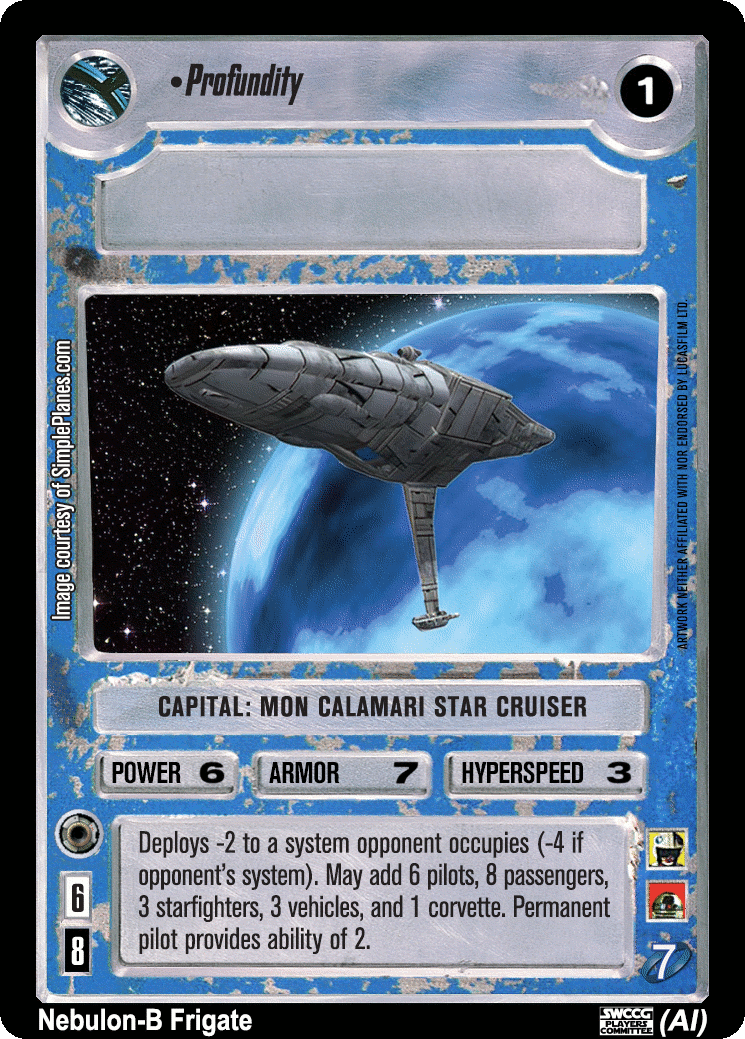 •Profundity
1
Image courtesy of SimplePlanes.com
ARTWORK NEITHER AFFILIATED WITH NOR ENDORSED BY LUCASFILM LTD.
CAPITAL: MON CALAMARI STAR CRUISER
POWER 6
ARMOR 7
HYPERSPEED 3
Deploys -2 to a system opponent occupies (-4 if
opponent's system). May add 6 pilots, 8 passengers,
3 starfighters, 3 vehicles, and 1 corvette. Permanent
pilot provides ability of 2.
6
8
7
Nebulon-B Frigate
SWCCG
PLAYERS
COMMITTEE
(AI)